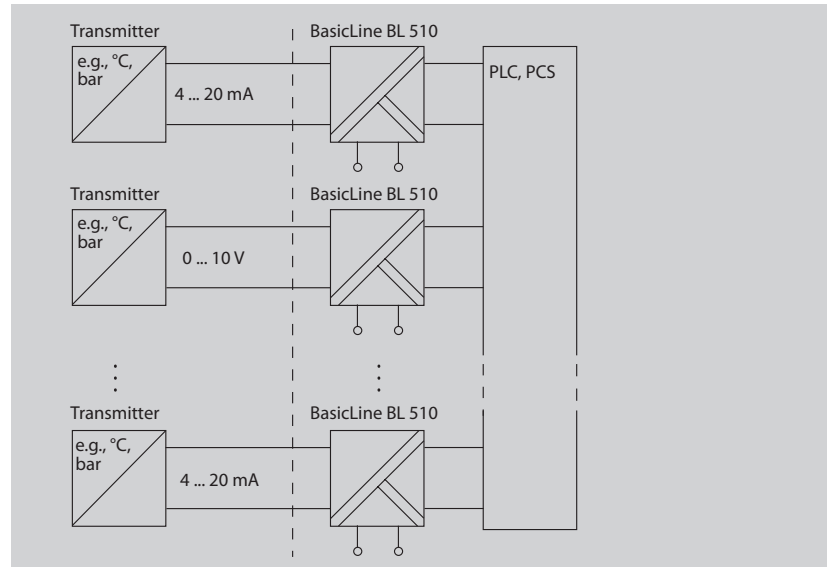 Transmitter
BasicLine BL 510
e.g., °C,
bar
4 ... 20 mA
PLC, PCS
Transmitter
BasicLine BL 510
e.g., °C,
bar
0 ... 10 V
Transmitter
BasicLine BL 510
e.g., °C,
bar
4 ... 20 mA